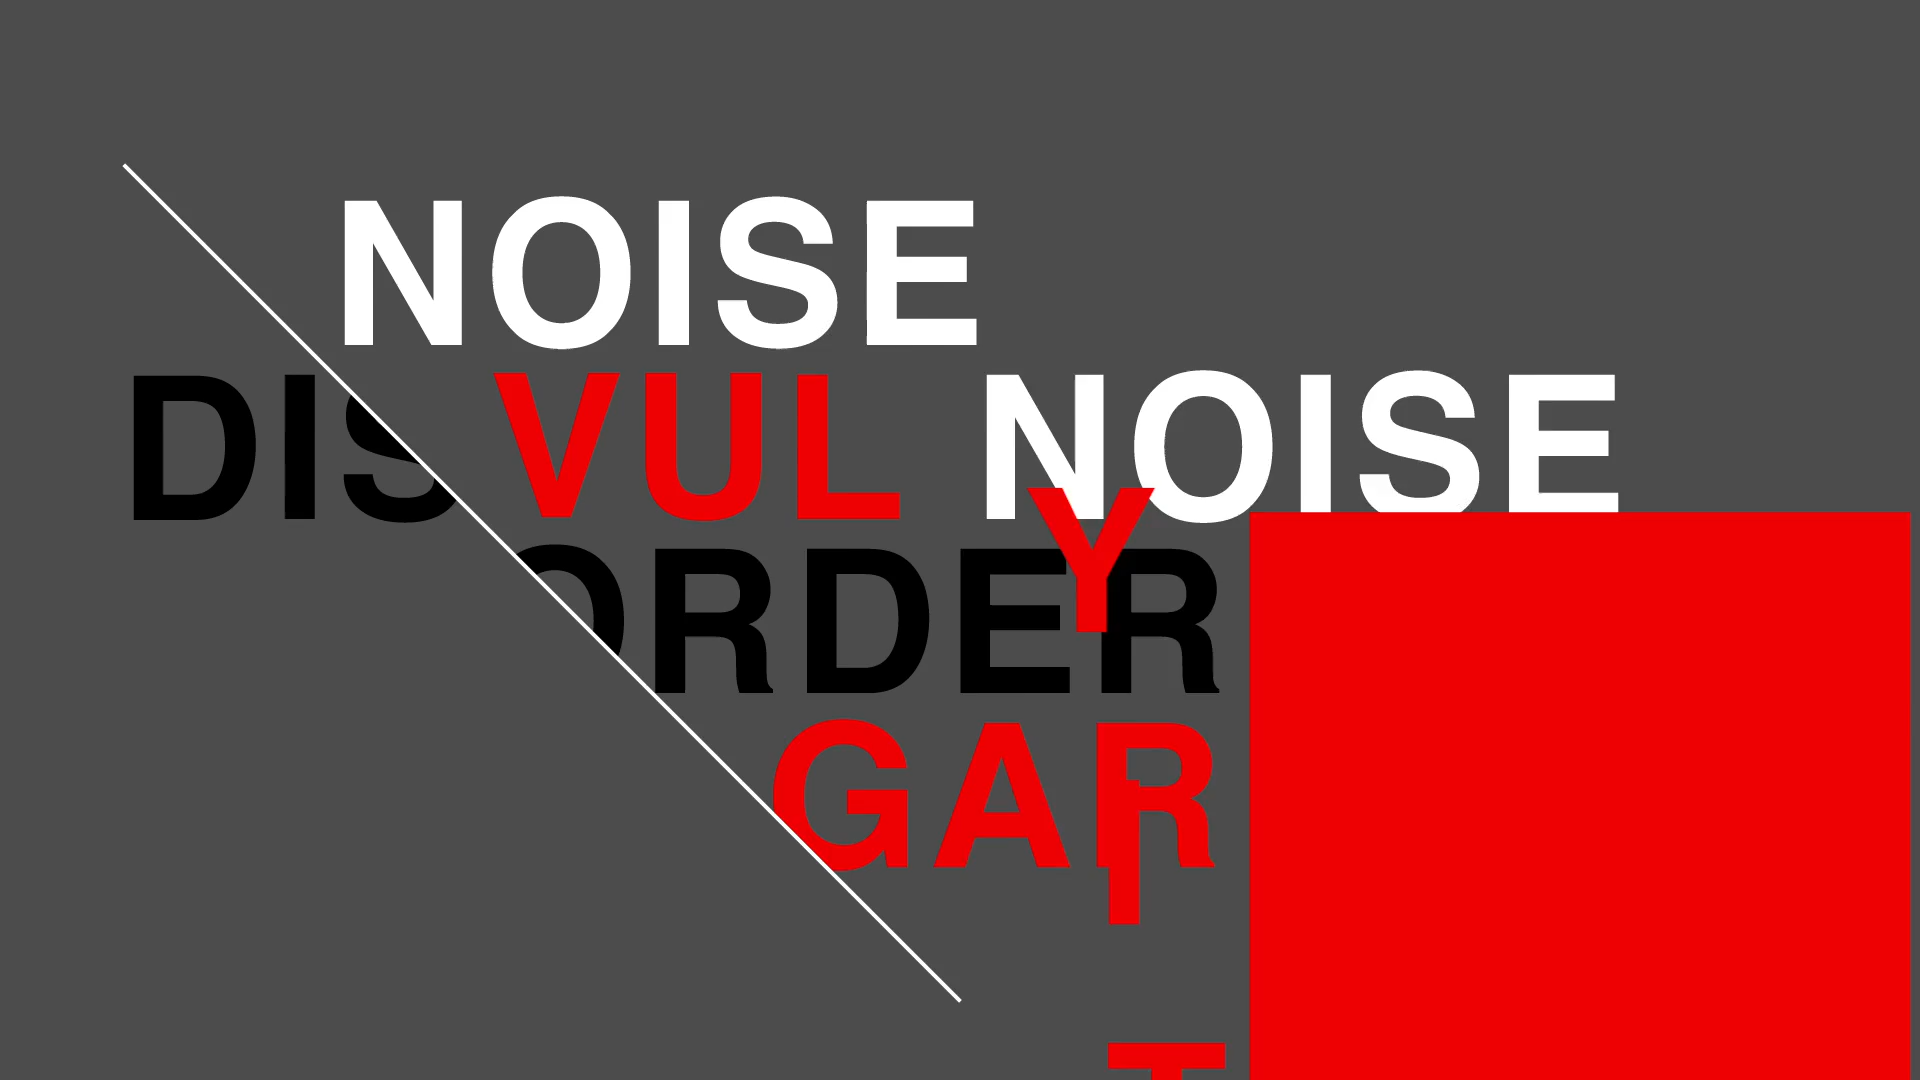 NOISE
DIS VUL NOISE
Y
ORDER
GAR
I
T